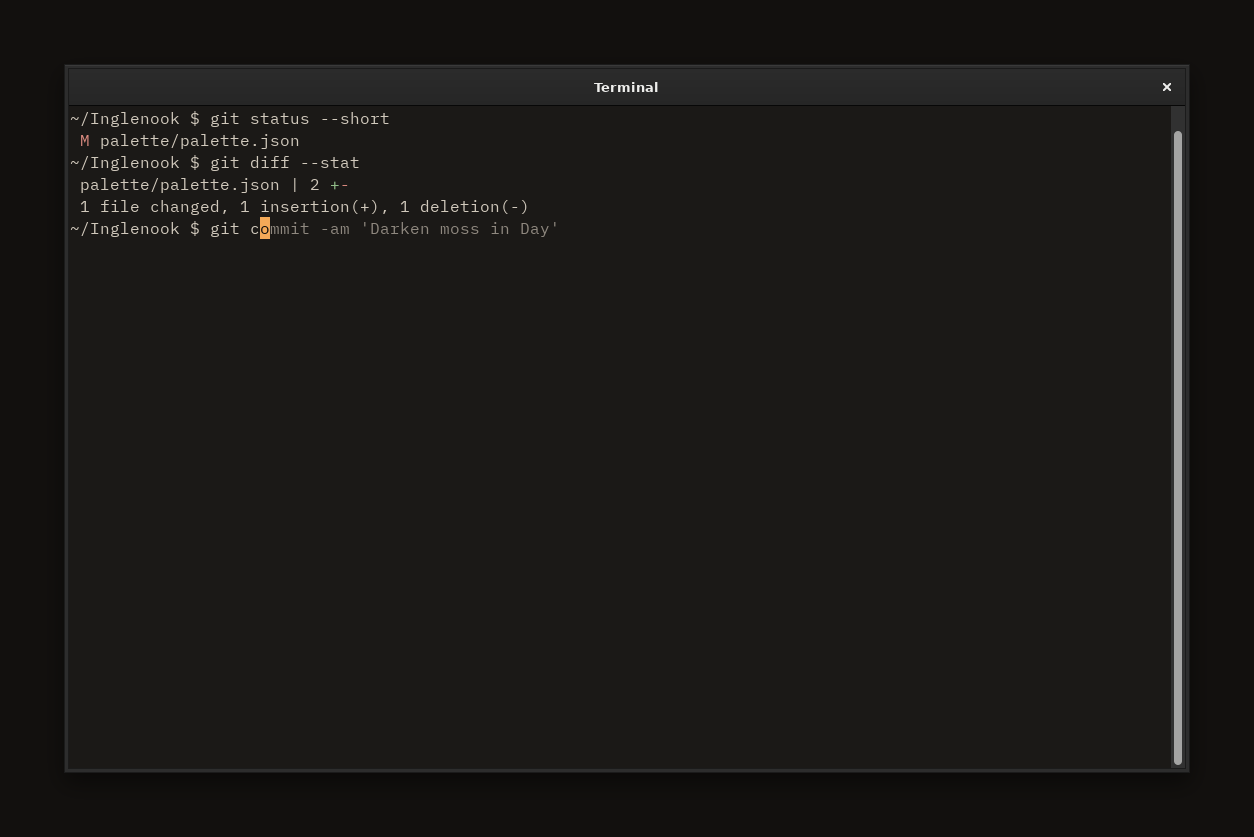 Terminal ×
~/Inglenook $ git status --short
 M palette/palette.json
~/Inglenook $ git diff --stat
 palette/palette.json | 2 +-
 1 file changed, 1 insertion(+), 1 deletion(-)
~/Inglenook $ git commit -am 'Darken moss in Day'